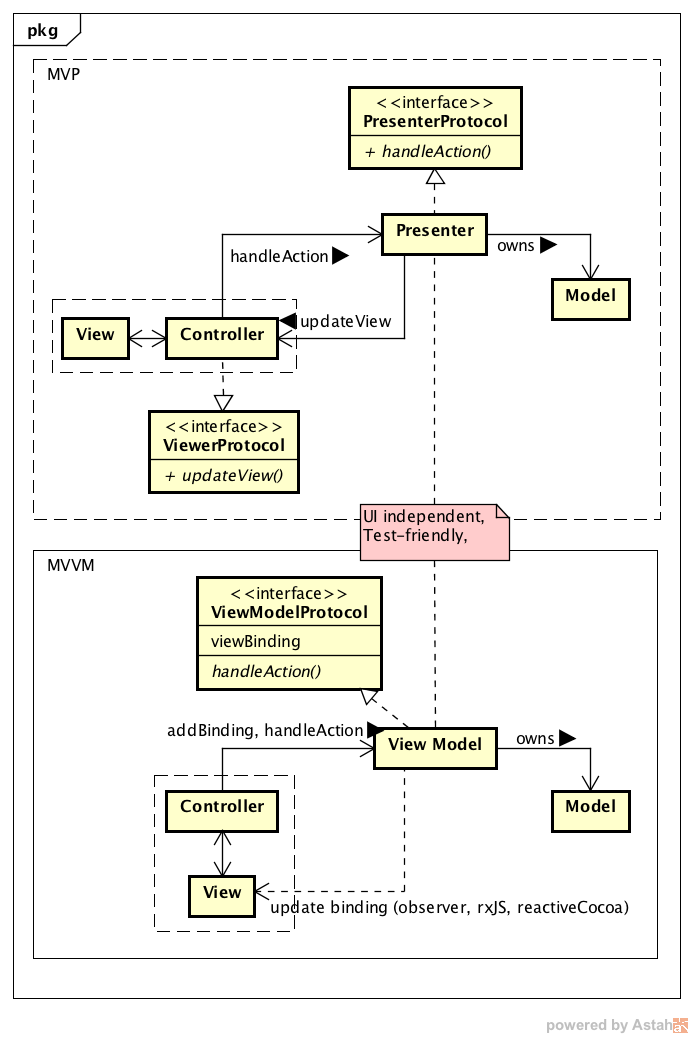 pkg
MVP
<<interface>>
PresenterProtocol
+ handleAction()
Presenter
owns
handleAction
Model
updateView
View
Controller
<<interface>>
ViewerProtocol
+ updateView()
UI independent,
Test-friendly,
MVVM
<<interface>>
ViewModelProtocol
viewBinding
handleAction()
addBinding, handleAction
View Model
owns
Controller
Model
View
update binding (observer, rxJS, reactiveCocoa)
powered by Astah